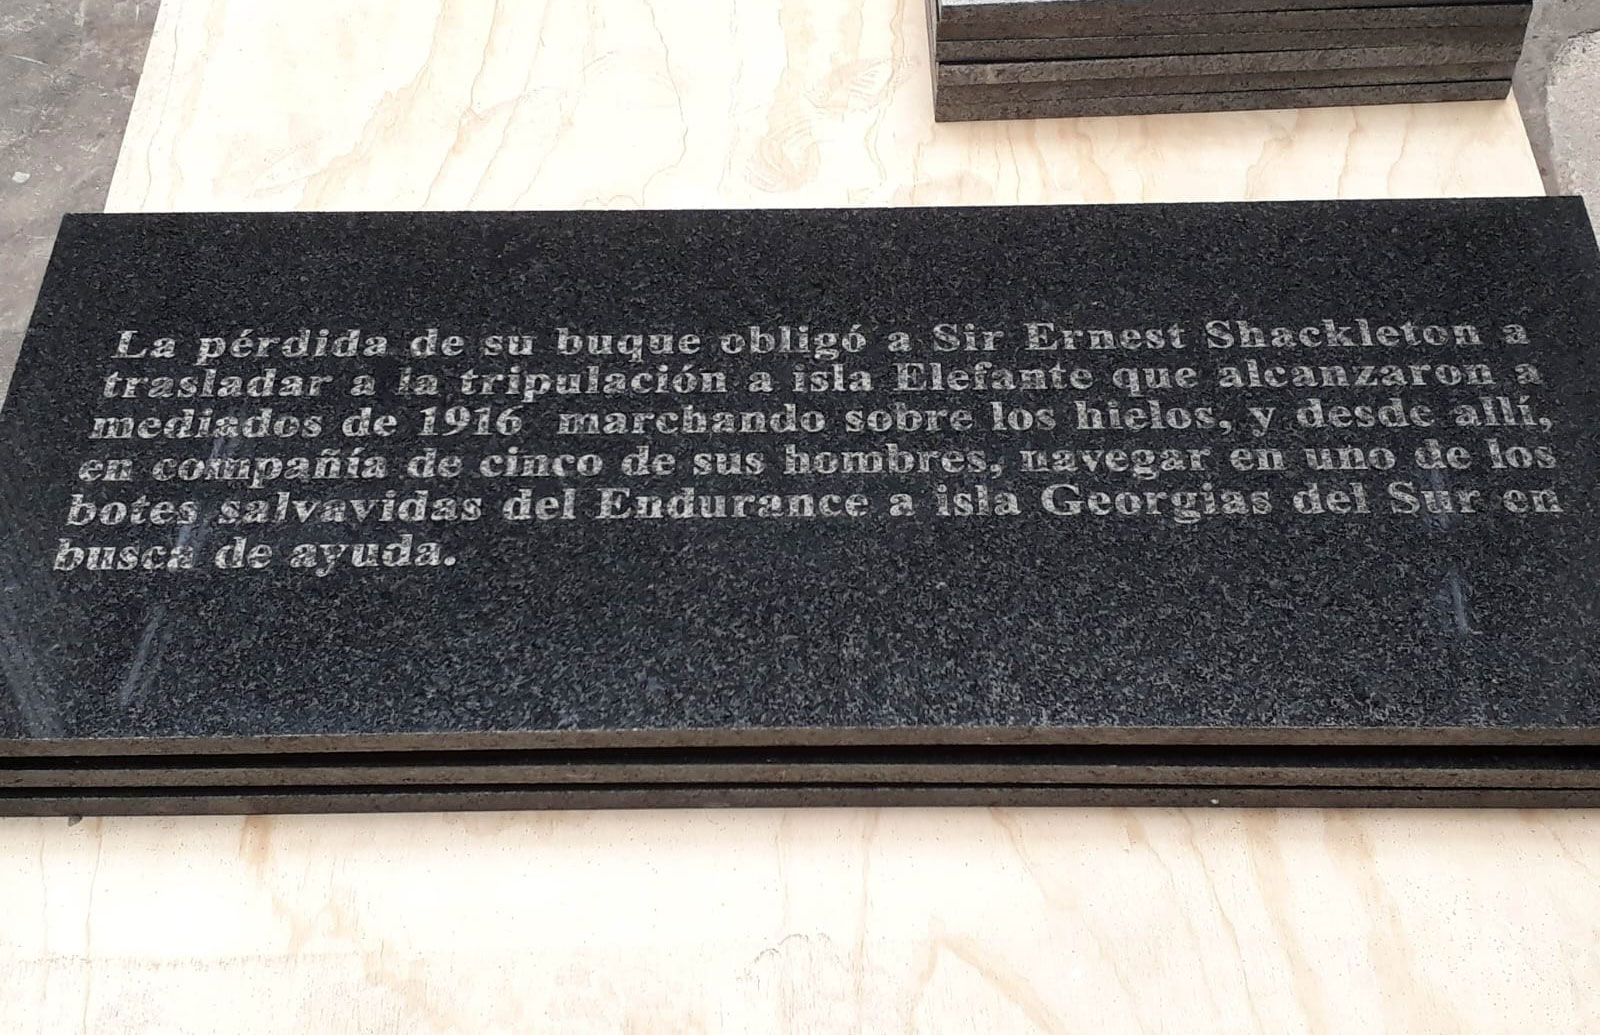 La pérdida de su buque obligó a Sir Ernest Shackleton a
trasladar a la tripulación a isla Elefante que alcanzaron a
mediados de 1916 marchando sobre los hielos, y desde allí,
en compañía de cinco de sus hombres, navegar en uno de los
botes salvavidas del Endurance a isla Georgias del Sur en
busca de ayuda.